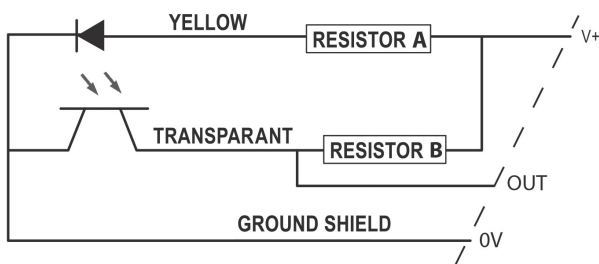 YELLOW
RESISTOR A
V+
TRANSPARANT
RESISTOR B
OUT
GROUND SHIELD
0V